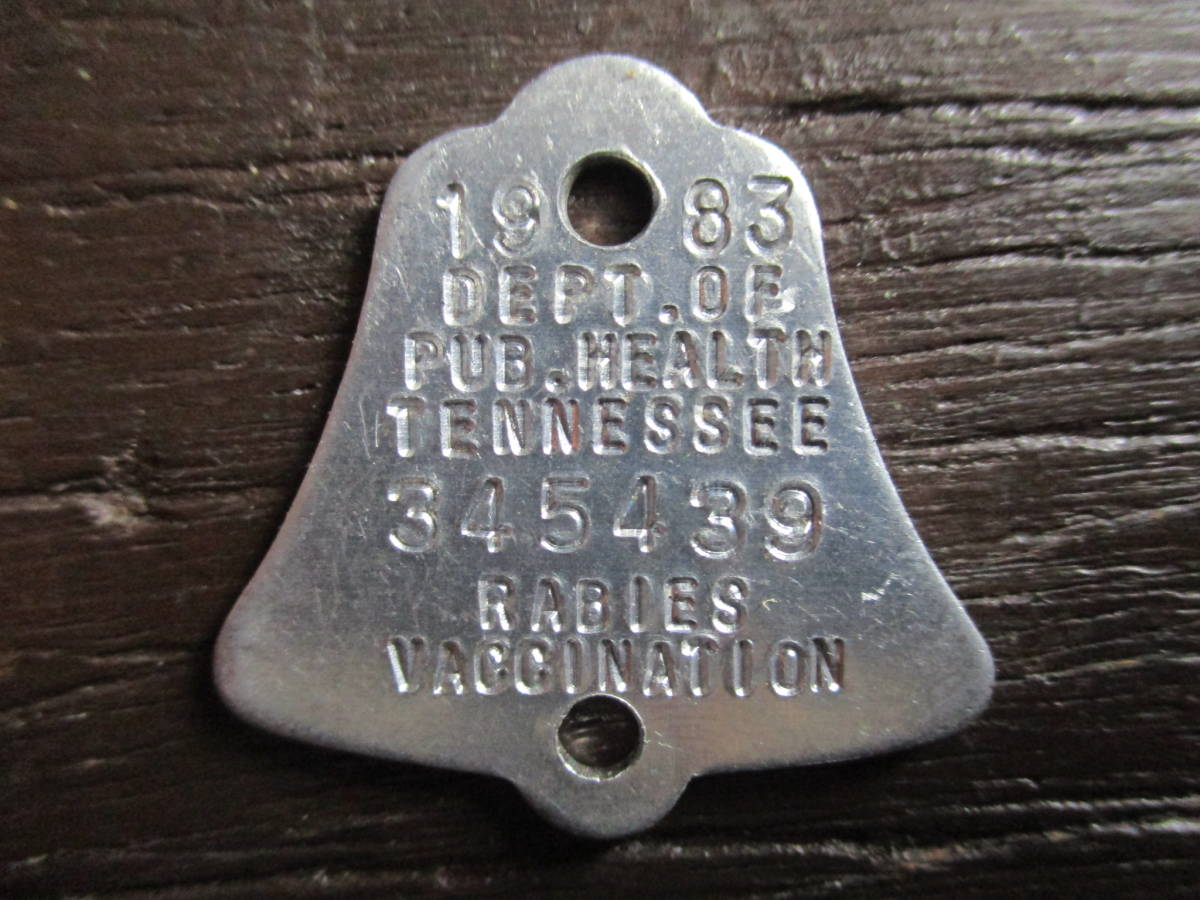 1983
DEPT.OF
PUB.HEALTH
TENNESSEE
345439
RABIES
VACCINATION